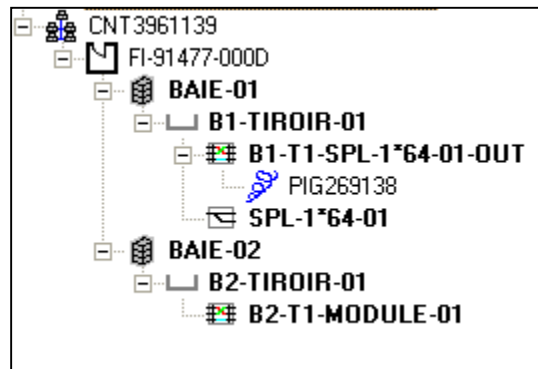 CNT3961139
FI-91477-000D
BAIE-01
B1-TIROIR-01
B1-T1-SPL-1*64-01-OUT
PIG269138
SPL-1*64-01
BAIE-02
B2-TIROIR-01
B2-T1-MODULE-01